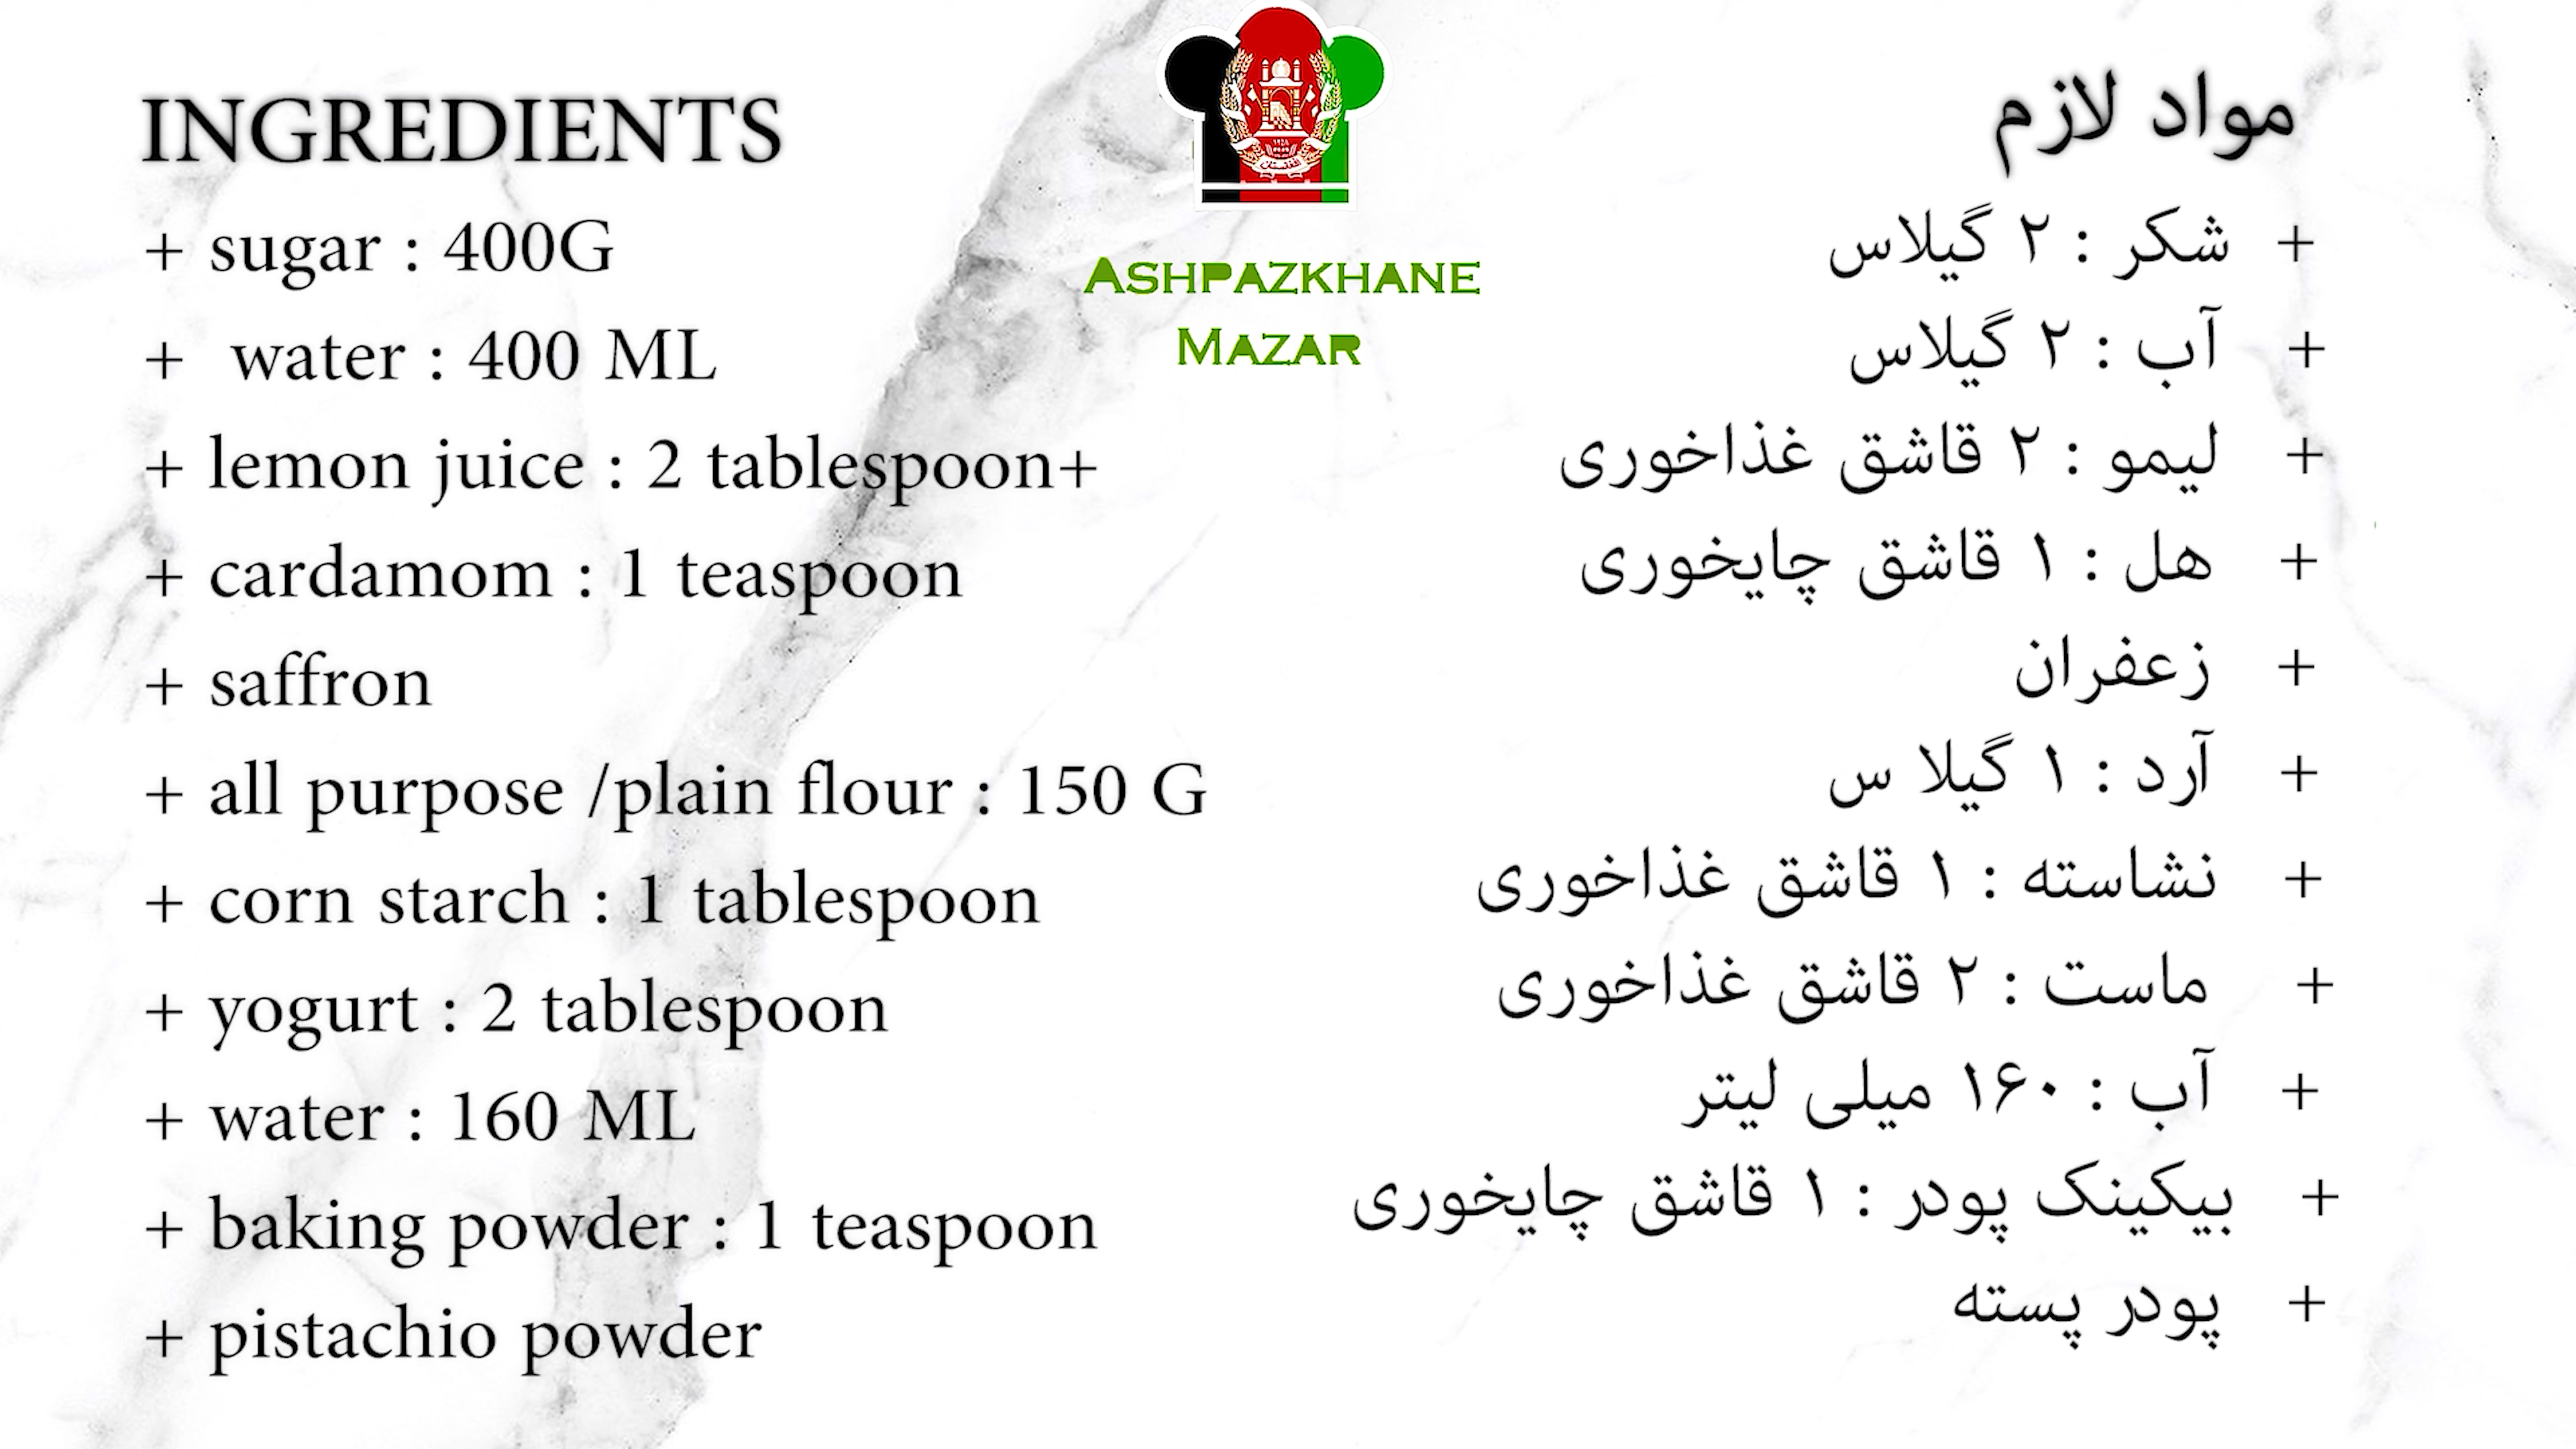 INGREDIENTS
+ sugar : 400G
+ water : 400 ML
+ lemon juice : 2 tablespoon+
+ cardamom : 1 teaspoon
+ saffron
+ all purpose /plain flour : 150 G
+ corn starch : 1 tablespoon
+ yogurt : 2 tablespoon
+ water : 160 ML
+ baking powder : 1 teaspoon
+ pistachio powder
ASHPAZKHANE
MAZAR
مواد لازم
+ شکر : ۲ گیلاس
+ آب : ۲ گیلاس
+ لیمو : ۲ قاشق غذاخوری
+ هل : ۱ قاشق چایخوری
+ زعفران
+ آرد : ۱ گیلا س
+ نشاسته : ۱ قاشق غذاخوری
+ ماست : ۲ قاشق غذاخوری
+ آب : ۱۶۰ میلی لیتر
+ بیکینک پودر : ۱ قاشق چایخوری
+ پودر پسته